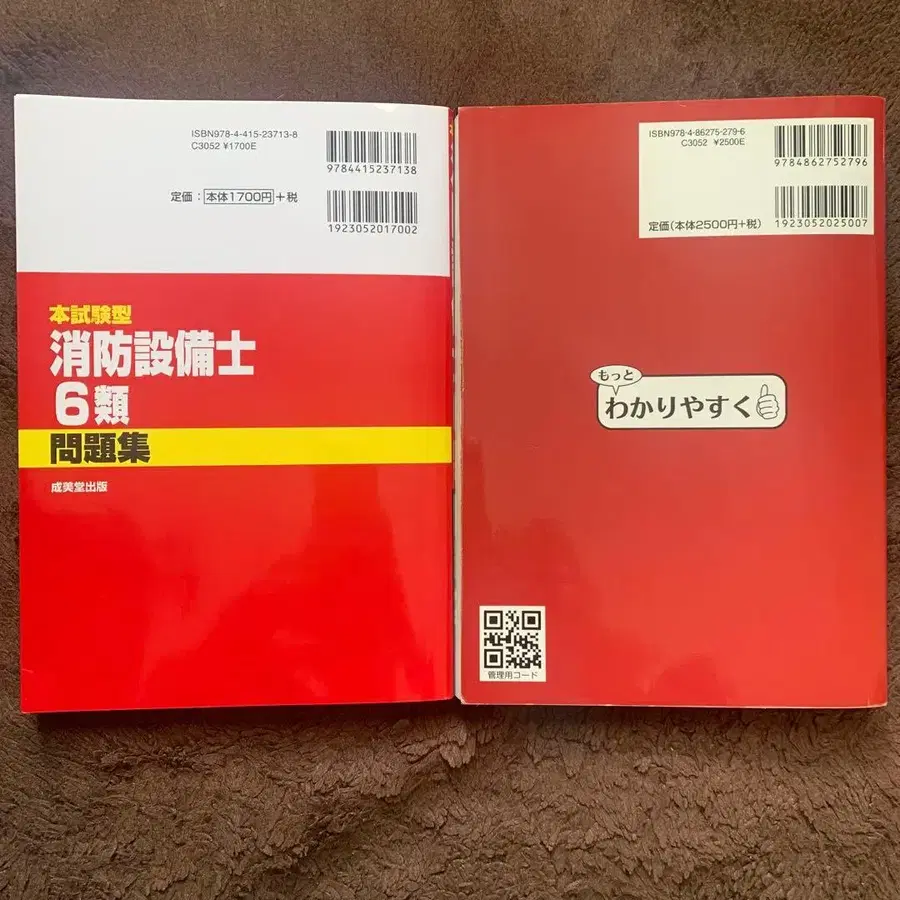 ISBN978-4-415-23713-8
C3052 ¥1700E
9784415237138
定価：本体1700円+税
1923052017002
本試験型
消防設備士
6類
問題集
成美堂出版
ISBN978-4-86275-279-6
C3052 ¥2500E
9784862752796
定価(本体2500円+税)
1923052025007
もっと
わかりやすく
管理用コード